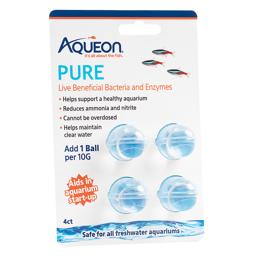 AQUEON
it's all about the fish.
PURE
Live Beneficial Bacteria and Enzymes
• Helps support a healthy aquarium
• Reduces ammonia and nitrite
• Cannot be overdosed
• Helps maintain
clear water
Add 1 Ball
per 10G
Aids in
aquarium
start-up
4ct
Safe for all freshwater aquariums